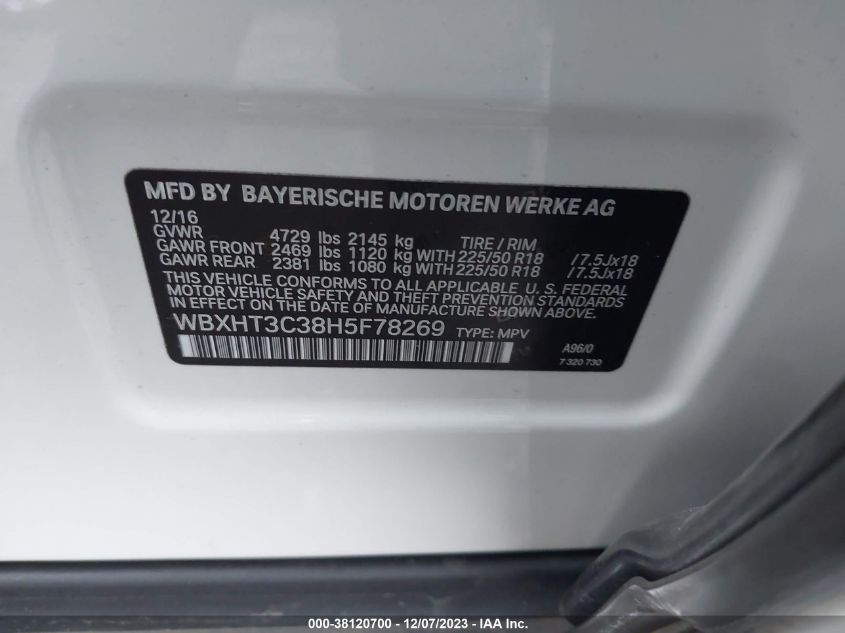 MFD BY BAYERISCHE MOTOREN WERKE AG
12/16
GVWR 4729 lbs 2145 kg TIRE / RIM
GAWR FRONT 2469 lbs 1120 kg WITH 225/50 R18 /7.5Jx18
GAWR REAR 2381 lbs 1080 kg WITH 225/50 R18 /7.5Jx18
THIS VEHICLE CONFORMS TO ALL APPLICABLE U. S. FEDERAL
MOTOR VEHICLE SAFETY AND THEFT PREVENTION STANDARDS
IN EFFECT ON THE DATE OF MANUFACTURE SHOWN ABOVE.
WBXHT3C38H5F78269 TYPE: MPV
A96/0
7 320 730
000-38120700 - 12/07/2023 - IAA Inc.